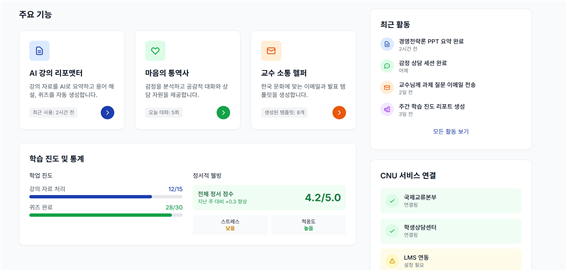 주요 기능
AI 강의 리포맷터
강의 자료를 AI로 요약하고 용어 해
설, 퀴즈를 자동 생성합니다.
최근 사용: 2시간 전
마음의 통역사
감정을 분석하고 공감적 대화와 상
담 자원을 제공합니다.
오늘 대화: 5회
교수 소통 헬퍼
한국 문화에 맞는 이메일과 발표 템
플릿을 생성합니다.
생성된 템플릿: 8개
학습 진도 및 통계
학업 진도
강의 자료 처리
12/15
퀴즈 완료
28/30
정서적 웰빙
전체 정서 점수
지난 주 대비 +0.3 향상
4.2/5.0
스트레스
낮음
적응도
높음
최근 활동
경영전략론 PPT 요약 완료
2시간 전
감정 상담 세션 완료
어제
교수님께 과제 질문 이메일 전송
2일 전
주간 학습 진도 리포트 생성
3일 전
모든 활동 보기
CNU 서비스 연결
국제교류본부
연결됨
학생상담센터
연결됨
LMS 연동
설정 필요